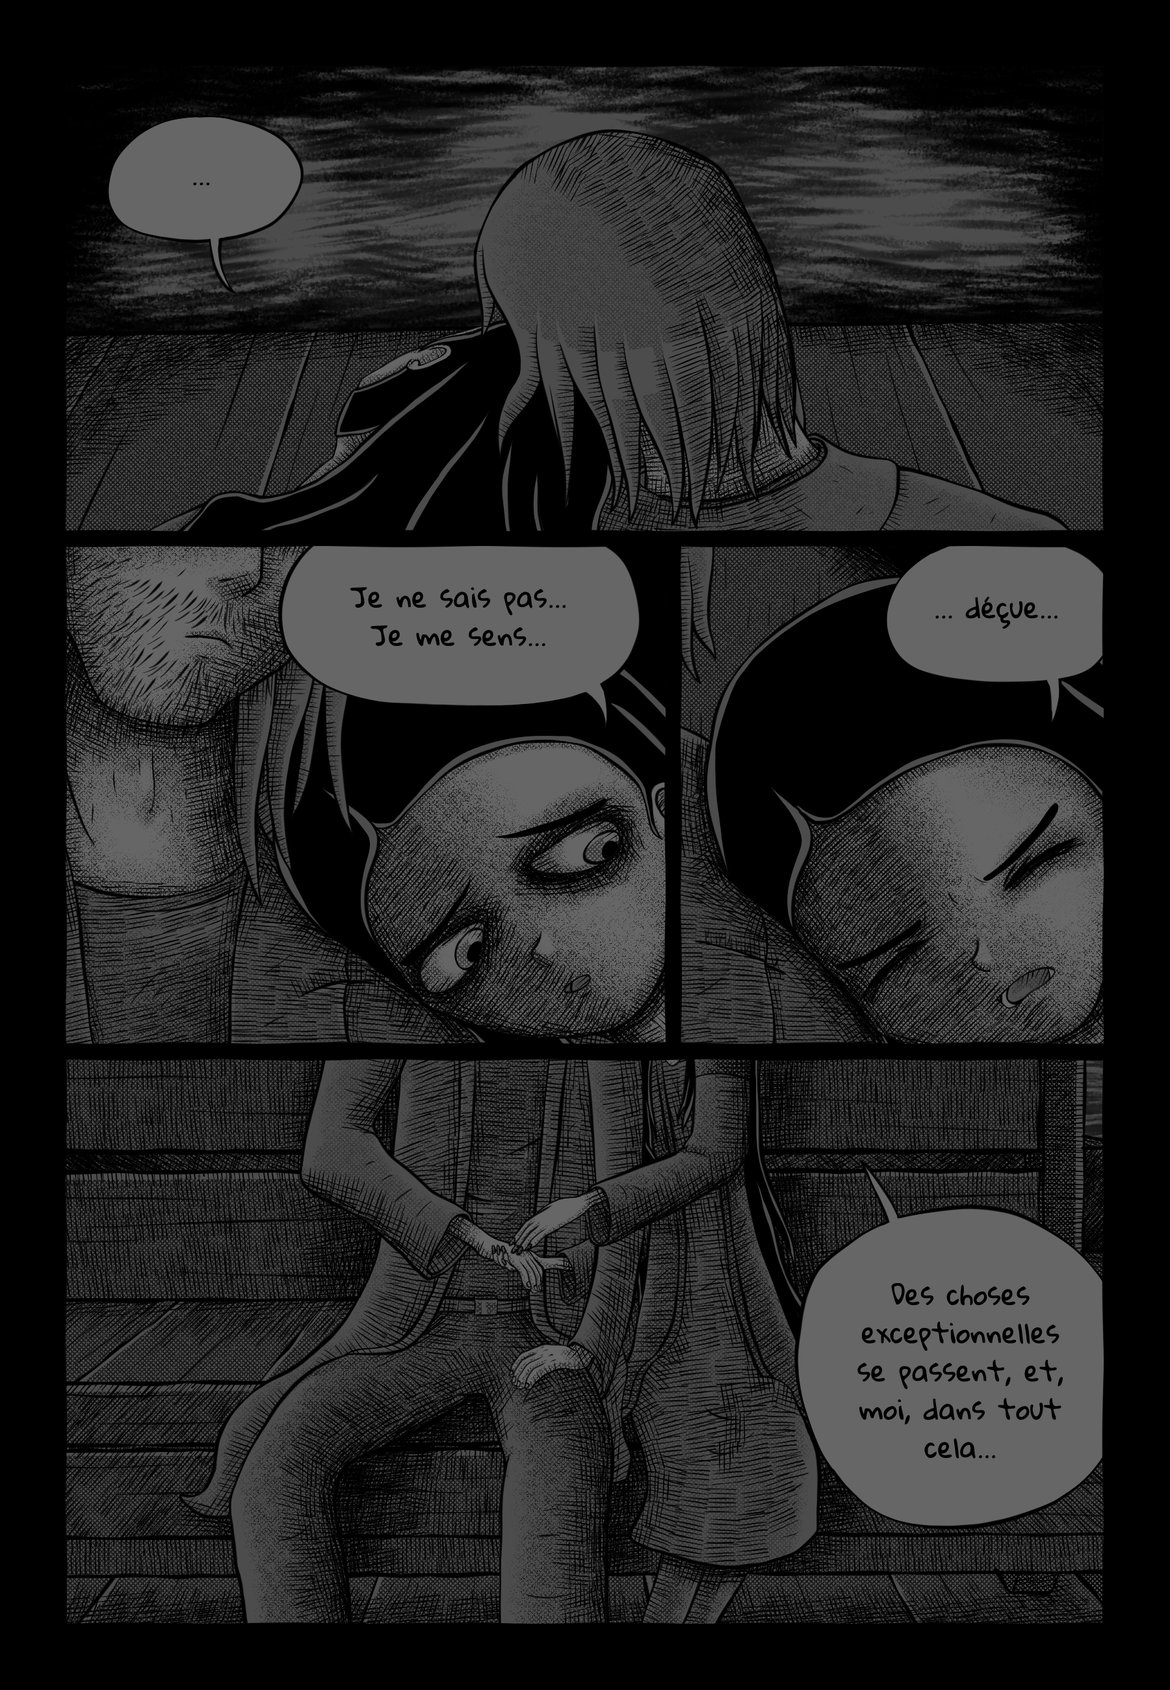 ...
Je ne sais pas...
Je me sens...
... déçue...
Des choses
exceptionnelles
se passent, et,
moi, dans tout
cela...